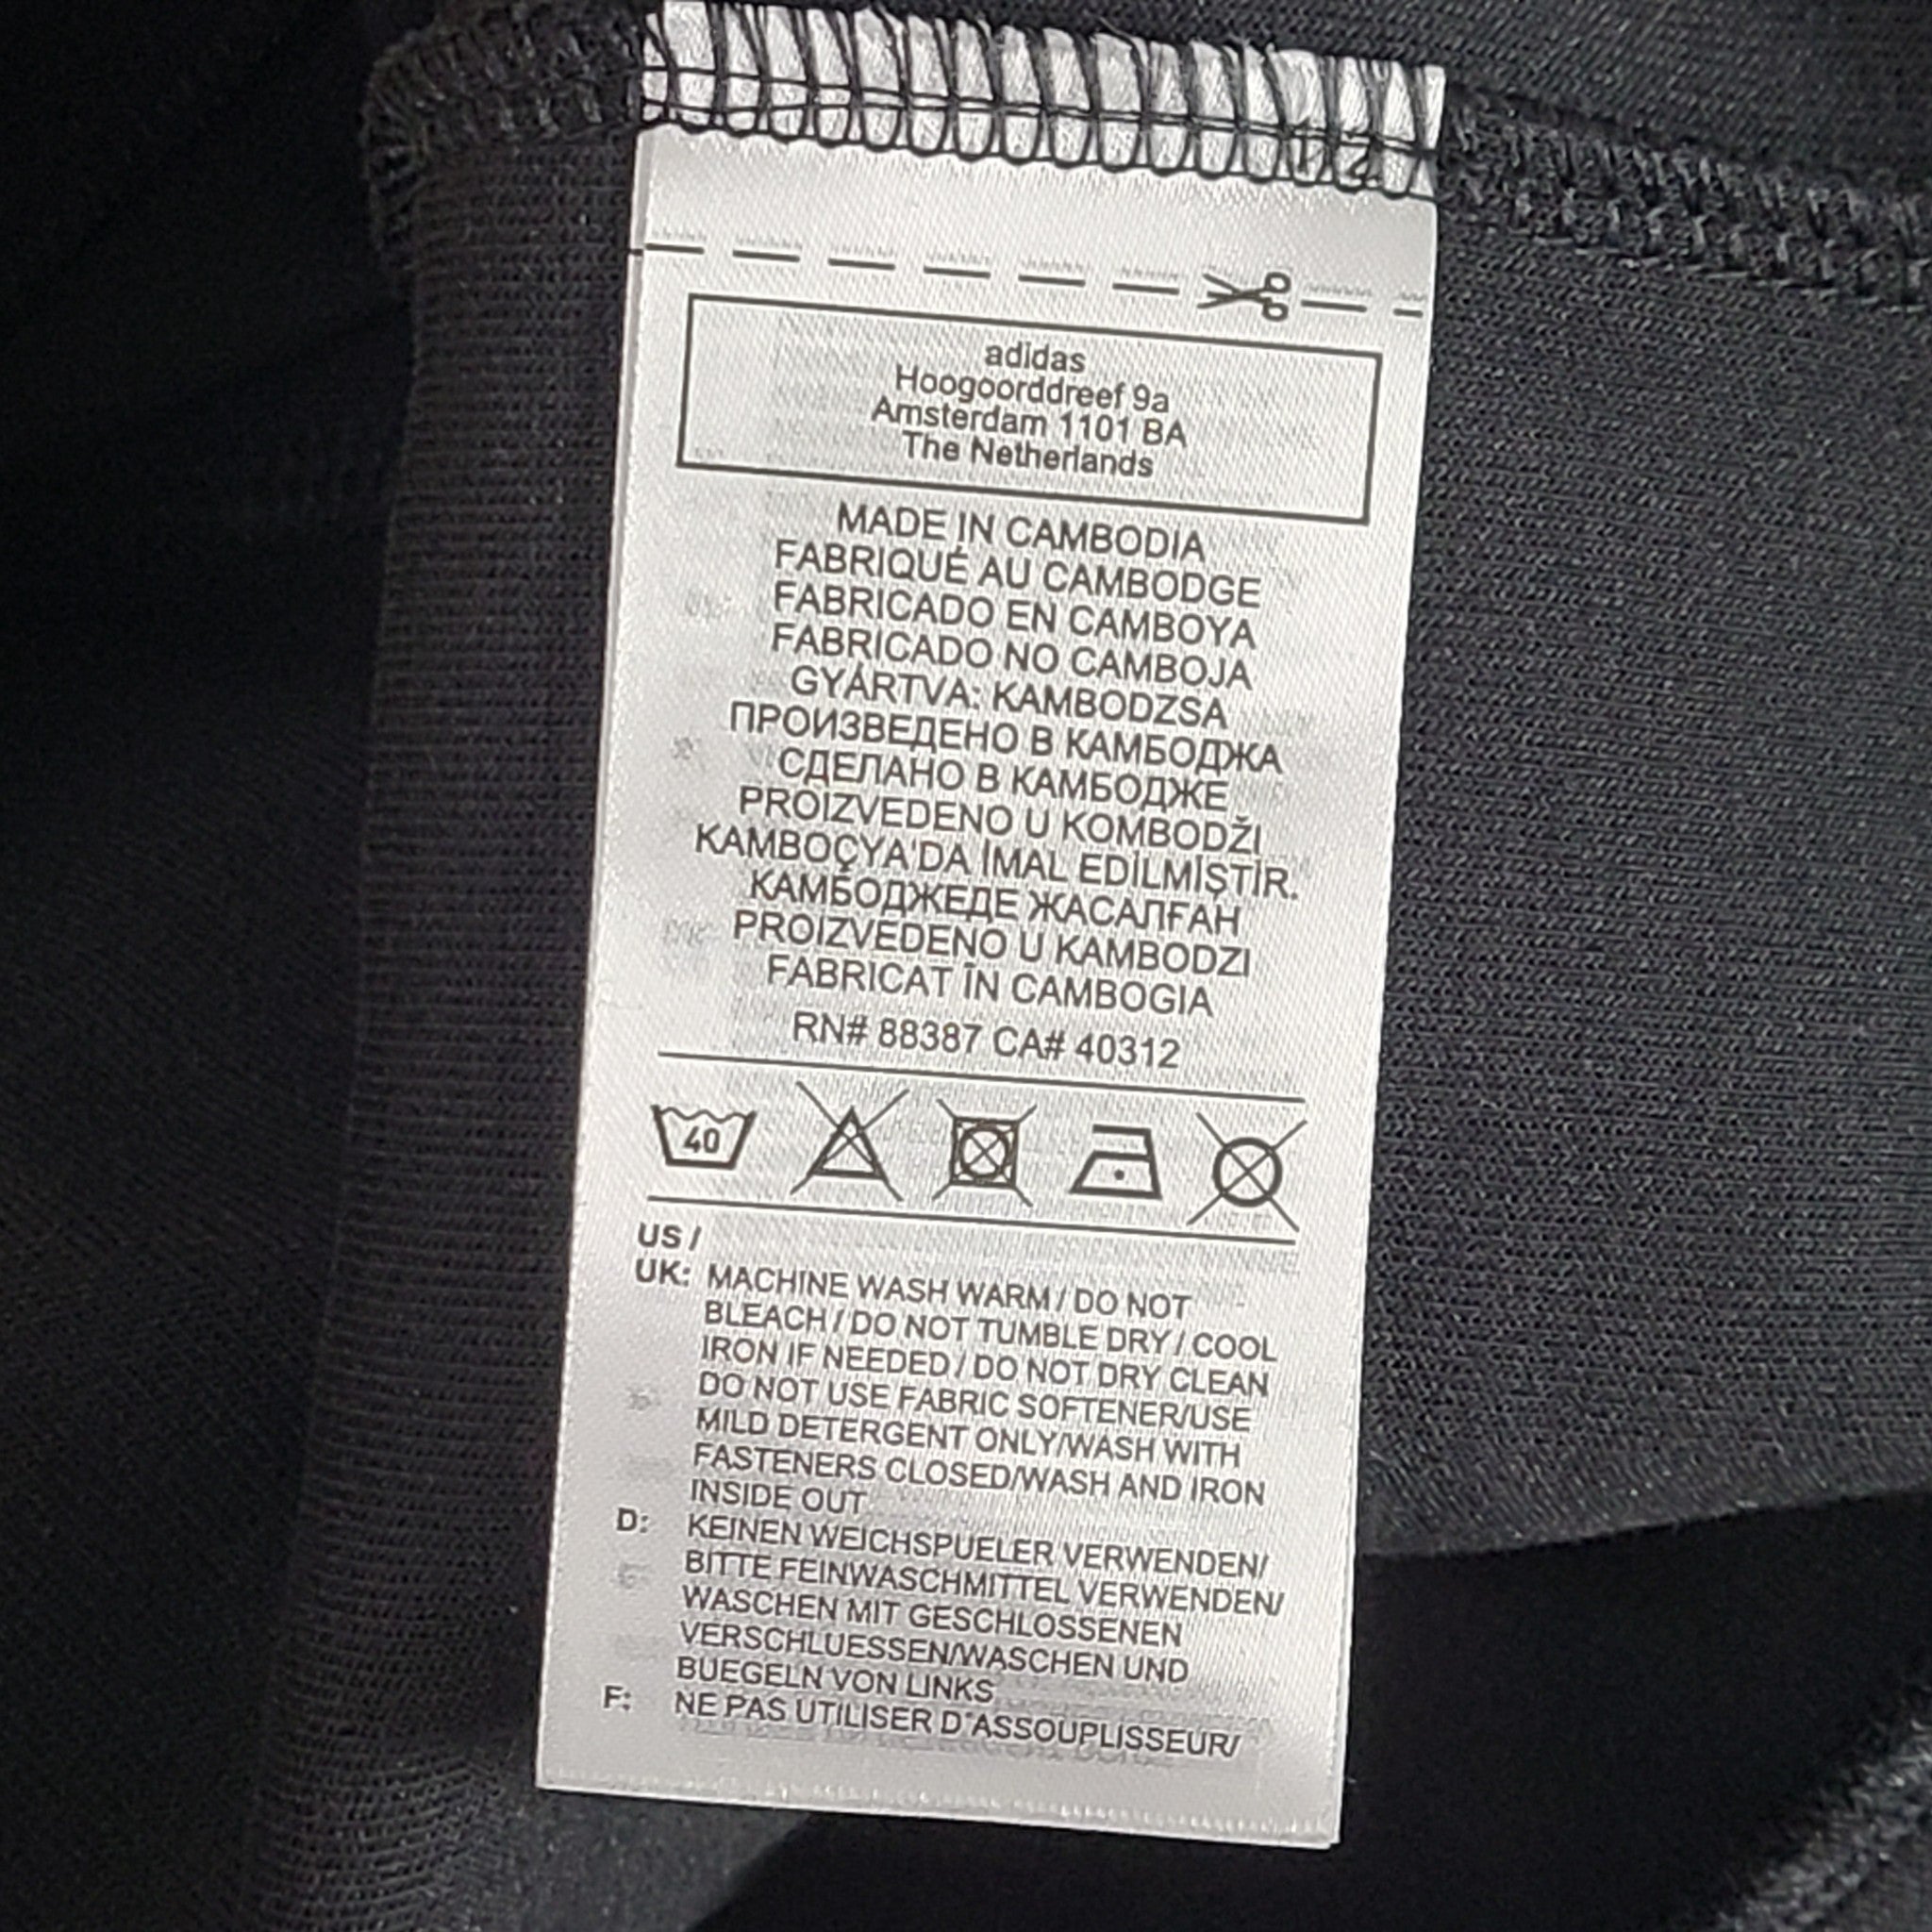 adidas
Hoogoorddreef 9a
Amsterdam 1101 BA
The Netherlands
MADE IN CAMBODIA
FABRIQUÉ AU CAMBODGE
FABRICADO EN CAMBOYA
FABRICADO NO CAMBOJA
GYÁRTVA: KAMBODZSA
ПРОИЗВЕДЕНО В КАМБОДЖА
СДЕЛАНО В КАМБОДЖЕ
PROIZVEDENO U KOMBODŽI
KAMBOÇYA'DA İMAL EDİLMİŞTİR.
КАМБОДЖЕДЕ ЖАСАЛҒАН
PROIZVEDENO U KAMBODZI
FABRICAT ÎN CAMBOGIA
RN# 88387 CA# 40312
40
US /
UK: MACHINE WASH WARM / DO NOT
BLEACH / DO NOT TUMBLE DRY / COOL
IRON IF NEEDED / DO NOT DRY CLEAN
DO NOT USE FABRIC SOFTENER/USE
MILD DETERGENT ONLY/WASH WITH
FASTENERS CLOSED/WASH AND IRON
INSIDE OUT
D: KEINEN WEICHSPUELER VERWENDEN/
BITTE FEINWASCHMITTEL VERWENDEN/
WASCHEN MIT GESCHLOSSENEN
VERSCHLUESSEN/WASCHEN UND
BUEGELN VON LINKS
F: NE PAS UTILISER D'ASSOUPLISSEUR/